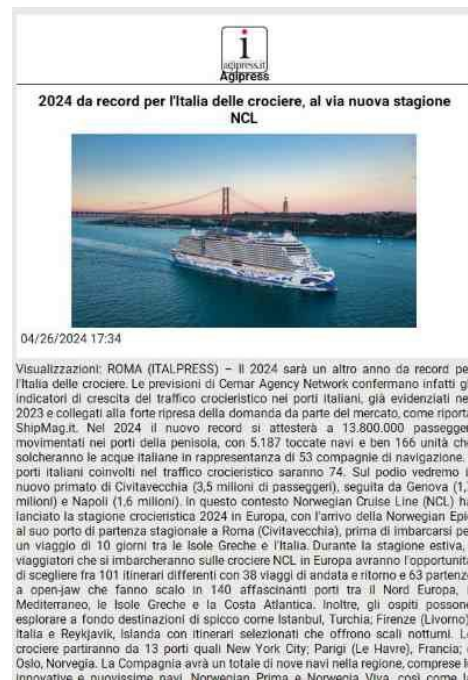 i
agipress.it
Agipress
2024 da record per l'Italia delle crociere, al via nuova stagione
NCL
04/26/2024 17:34
Visualizzazioni: ROMA (ITALPRESS) – Il 2024 sarà un altro anno da record per
l'Italia delle crociere. Le previsioni di Cemar Agency Network confermano infatti gli
indicatori di crescita del traffico crocieristico nei porti italiani, già evidenziati nel
2023 e collegati alla forte ripresa della domanda da parte del mercato, come riporta
ShipMag.it. Nel 2024 il nuovo record si attesterà a 13.800.000 passeggeri
movimentati nei porti della penisola, con 5.187 toccate navi e ben 166 unità che
solcheranno le acque italiane in rappresentanza di 53 compagnie di navigazione.
porti italiani coinvolti nel traffico crocieristico saranno 74. Sul podio vedremo il
nuovo primato di Civitavecchia (3,5 milioni di passeggeri), seguita da Genova
milioni) e Napoli (1,6 milioni). In questo contesto Norwegian Cruise Line (NCL) ha
lanciato la stagione crocieristica 2024 in Europa, con l'arrivo della Norwegian Epic
al suo porto di partenza stagionale a Roma (Civitavecchia), prima di imbarcarsi per
un viaggio di 10 giorni tra le Isole Greche e l'Italia. Durante la stagione estiva, i
viaggiatori che si imbarcheranno sulle crociere NCL in Europa avranno l'opportunità
di scegliere fra 101 itinerari differenti con 38 viaggi di andata e ritorno e 63 partenze
a open-jaw che fanno scalo in 140 affascinanti porti tra il Nord Europa, il
Mediterraneo, le Isole Greche e la Costa Atlantica. Inoltre, gli ospiti possono
esplorare a fondo destinazioni di spicco come Istanbul, Turchia; Firenze (Livorno),
Italia e Reykjavik, Islanda con itinerari selezionati che offrono scali notturni. Le
crociere partiranno da 13 porti quali New York City; Parigi (Le Havre), Francia; e
Oslo, Norvegia. La Compagnia avrà un totale di nove navi nella regione, comprese le
innovative e nuovissime navi, Norwegian Prima e Norwegian Viva, così come